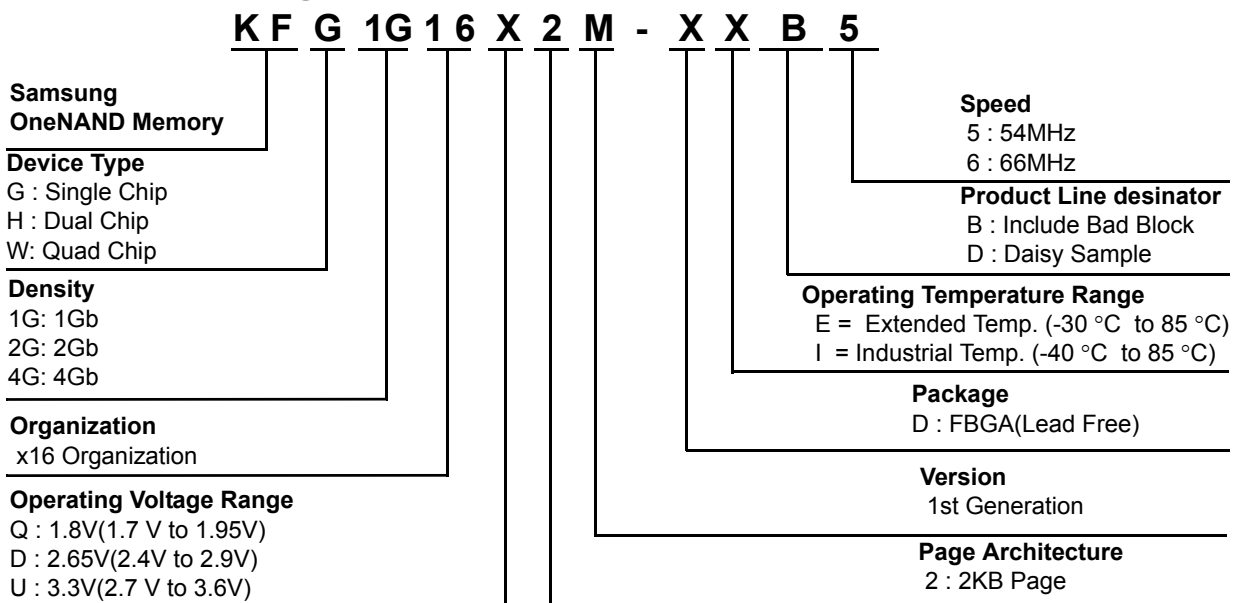 K F G 1G 1 6 X 2 M - X X B 5
Samsung
OneNAND Memory
Device Type
G : Single Chip
H : Dual Chip
W: Quad Chip
Density
1G: 1Gb
2G: 2Gb
4G: 4Gb
Organization
x16 Organization
Operating Voltage Range
Q : 1.8V(1.7 V to 1.95V)
D : 2.65V(2.4V to 2.9V)
U : 3.3V(2.7 V to 3.6V)
Speed
5 : 54MHz
6 : 66MHz
Product Line desinator
B : Include Bad Block
D : Daisy Sample
Operating Temperature Range
E = Extended Temp. (-30 °C to 85 °C)
I = Industrial Temp. (-40 °C to 85 °C)
Package
D : FBGA(Lead Free)
Version
1st Generation
Page Architecture
2 : 2KB Page